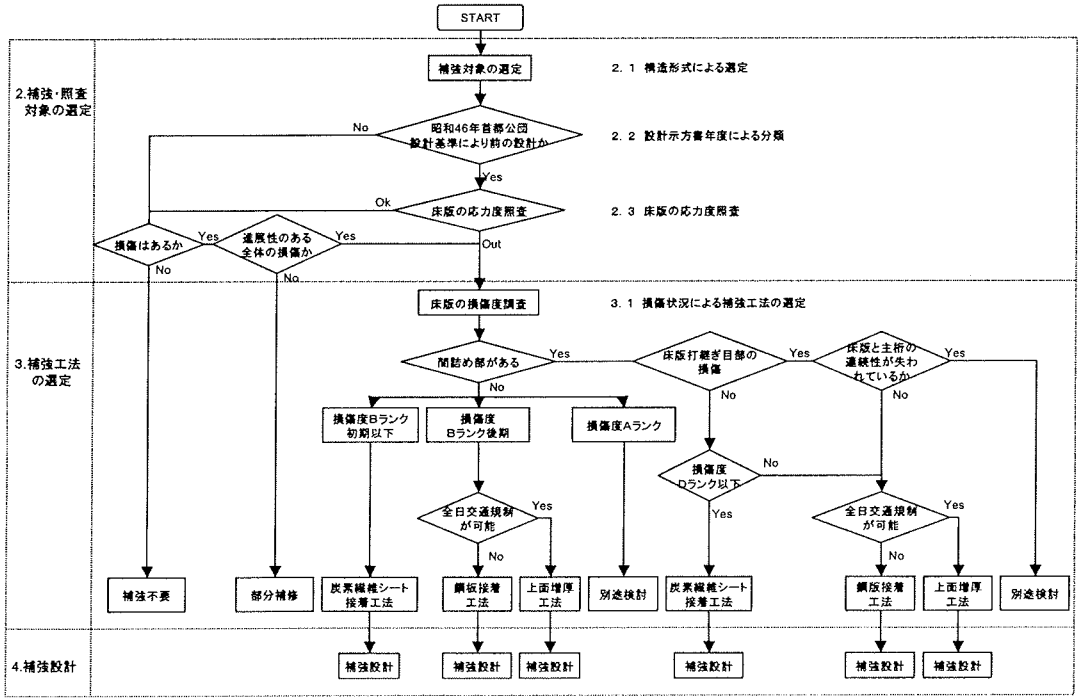 START
2.補強・照査
対象の選定
補強対象の選定
2. 1 構造形式による選定
No
昭和46年首都公団
設計基準により前の設計か
2. 2 設計示方書年度による分類
Yes
Ok
床版の応力度照査
2. 3 床版の応力度照査
損傷はあるか
Yes
進展性のある
全体の損傷か
Yes
Out
No
No
3.補強工法
の選定
床版の損傷度調査
3. 1 損傷状況による補強工法の選定
間詰め部がある
Yes
床版打継ぎ目部の
損傷
Yes
床版と主桁の
連続性が失わ
れているか
Yes
No
No
No
損傷度Bランク
初期以下
損傷度
Bランク後期
損傷度Aランク
損傷度
Dランク以下
No
全日交通規制
が可能
Yes
Yes
全日交通規制
が可能
Yes
No
No
補強不要
部分補修
炭素繊維シート
接着工法
鋼板接着
工法
上面増厚
工法
別途検討
炭素繊維シート
接着工法
鋼版接着
工法
上面増厚
工法
別途検討
4.補強設計
補強設計
補強設計
補強設計
補強設計
補強設計
補強設計